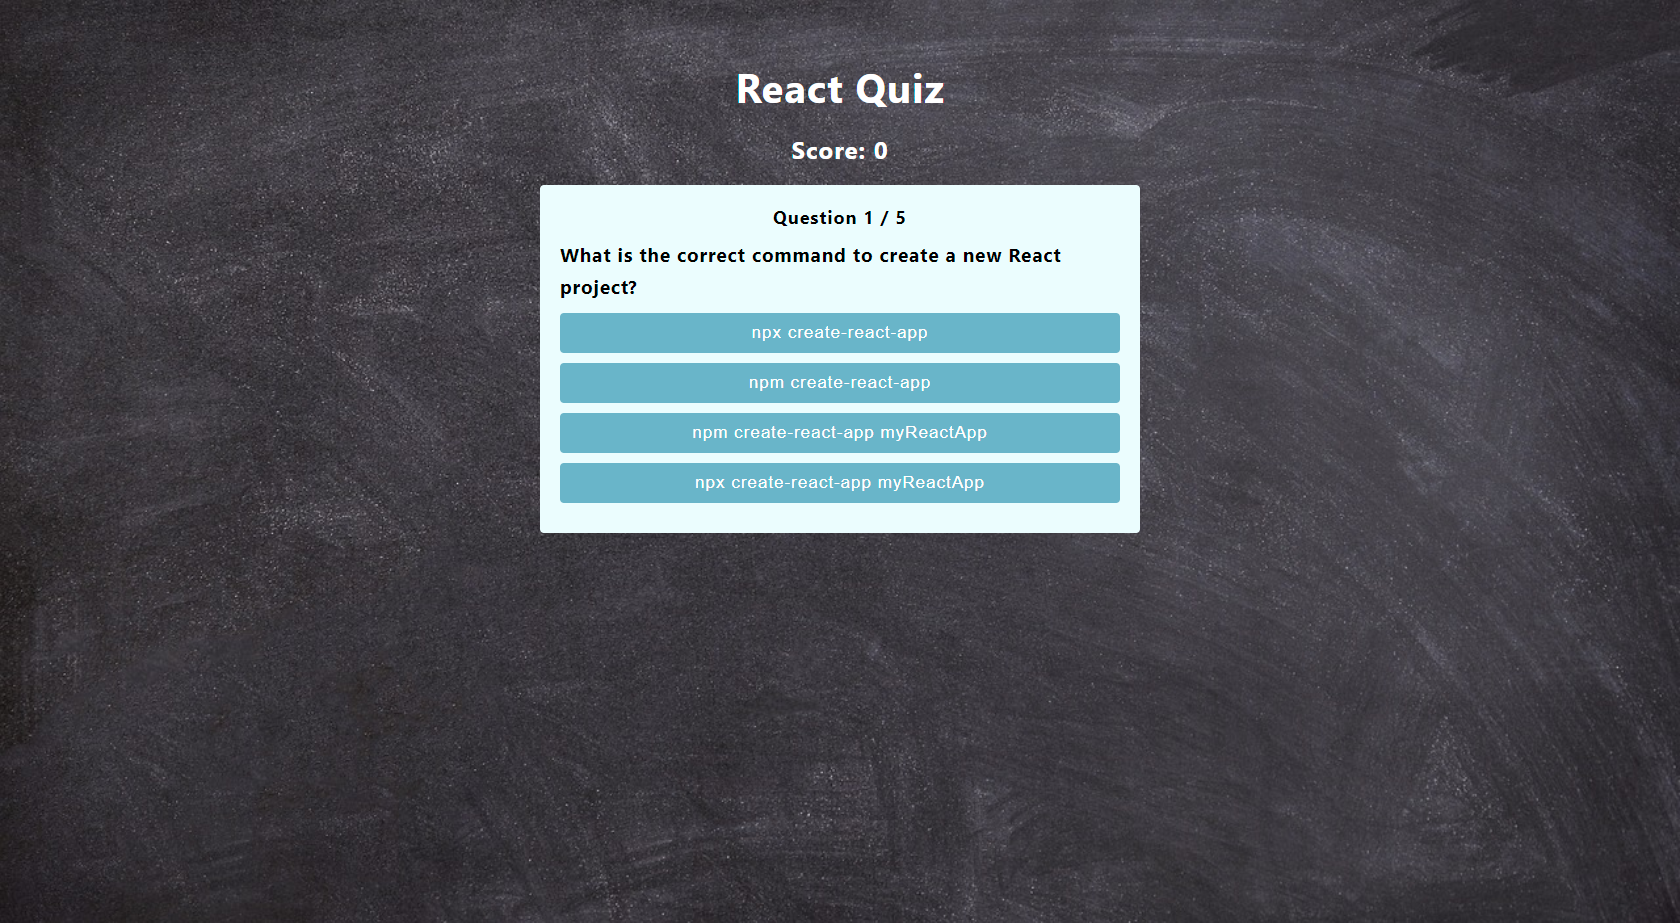 React Quiz
Score: 0
Question 1 / 5
What is the correct command to create a new React
project?
npx create-react-app
npm create-react-app
npm create-react-app myReactApp
npx create-react-app myReactApp